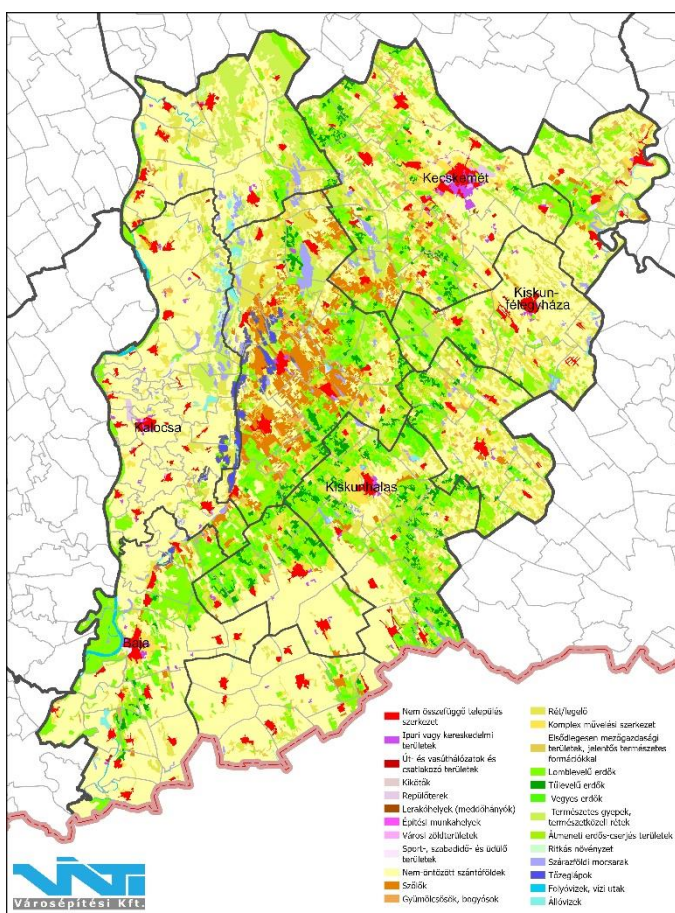 Kecskemét
Kiskun-
félegyháza
Kalocsa
Kiskunhalas
Baja
Nem összefüggő település
szerkezet
Ipari vagy kereskedelmi
területek
Út- és vasúthálózatok és
csatlakozó területek
Kikötők
Repülőterek
Lerakóhelyek (meddőhányók)
Építési munkahelyek
Városi zöldterületek
Sport-, szabadidő- és üdülő
területek
Nem-öntözött szántóföldek
Szőlők
Gyümölcsösök, bogyósok
Rét/legelő
Komplex művelési szerkezet
Elsődlegesen mezőgazdasági
területek, jelentős természetes
formációkkal
Lomblevelű erdők
Tűlevelű erdők
Vegyes erdők
Természetes gyepek,
természetközeli rétek
Átmeneti erdős-cserjés területek
Ritkás növényzet
Szárazföldi mocsarak
Tőzeglápok
Folyóvizek, vízi utak
Állóvizek
VÁTI
Városépítési Kft.